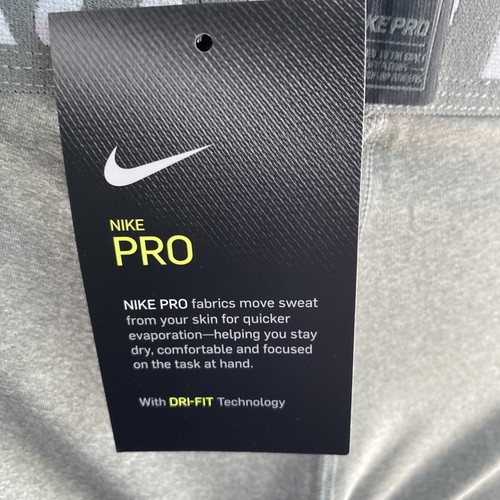 KE PRO
NIKE
PRO
NIKE PRO fabrics move sweat
from your skin for quicker
evaporation—helping you stay
dry, comfortable and focused
on the task at hand.
With DRI-FIT Technology